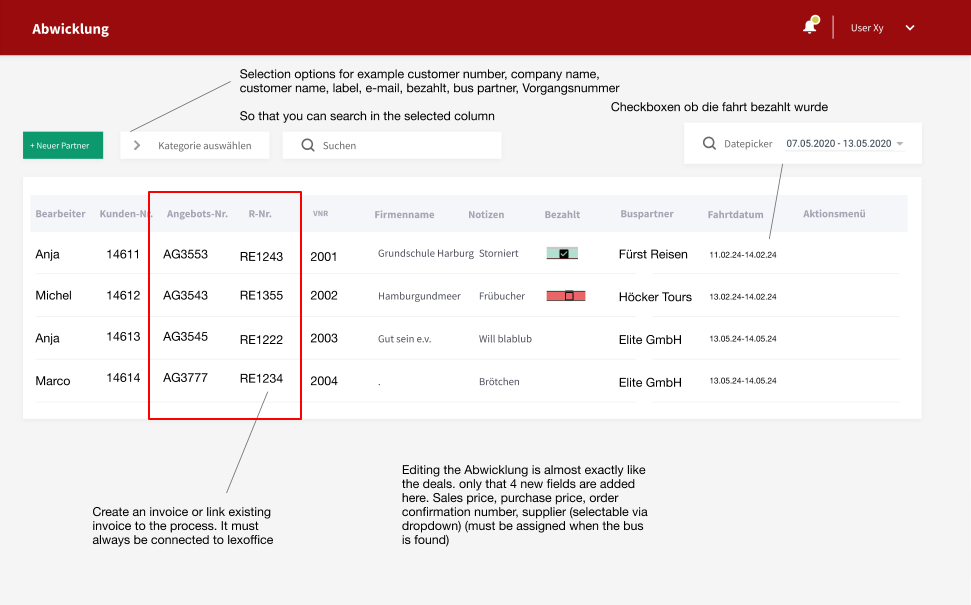 Abwicklung
User Xy
Selection options for example customer number, company name,
customer name, label, e-mail, bezahlt, bus partner, Vorgangsnummer
So that you can search in the selected column
Checkboxen ob die fahrt bezahlt wurde
+ Neuer Partner
Kategorie auswählen
Suchen
Datepicker 07.05.2020 - 13.05.2020
Bearbeiter Kunden-Nr. Angebots-Nr. R-Nr. VNR Firmenname Notizen Bezahlt Buspartner Fahrtdatum Aktionsmenü
Anja 14611 AG3553 RE1243 2001 Grundschule Harburg Storniert Fürst Reisen 11.02.24-14.02.24
Michel 14612 AG3543 RE1355 2002 Hamburgundmeer Frübucher Höcker Tours 13.02.24-14.02.24
Anja 14613 AG3545 RE1222 2003 Gut sein e.v. Will blablub Elite GmbH 13.05.24-14.05.24
Marco 14614 AG3777 RE1234 2004 . Brötchen Elite GmbH 13.05.24-14.05.24
Create an invoice or link existing
invoice to the process. It must
always be connected to lexoffice
Editing the Abwicklung is almost exactly like
the deals. only that 4 new fields are added
here. Sales price, purchase price, order
confirmation number, supplier (selectable via
dropdown) (must be assigned when the bus
is found)